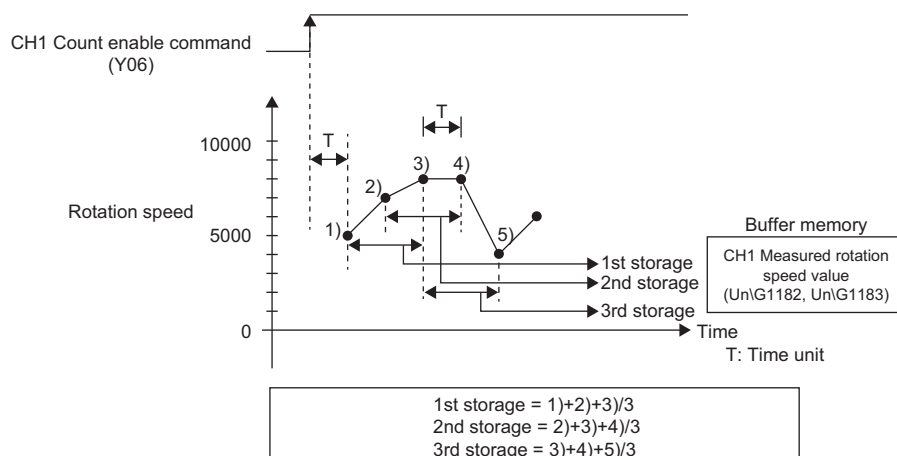 CH1 Count enable command
(Y06)
T
T
10000
3)
4)
2)
Rotation speed
1)
5000
5)
Buffer memory
CH1 Measured rotation
speed value
(Un\G1182, Un\G1183)
1st storage
2nd storage
3rd storage
0
Time
T: Time unit
1st storage = 1)+2)+3)/3
2nd storage = 2)+3)+4)/3
3rd storage = 3)+4)+5)/3